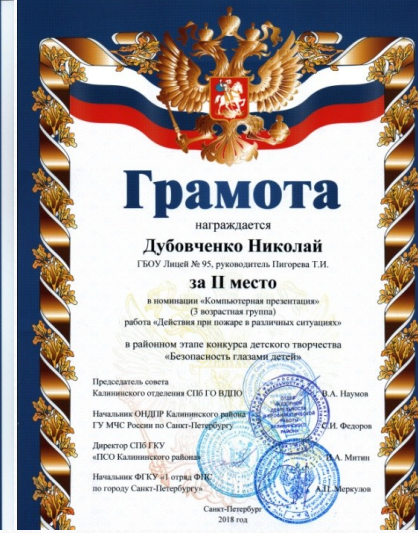 Грамота
награждается
Дубовченко Николай
ГБОУ Лицей № 95, руководитель Пигорева Т.И.
за II место
в номинации «Компьютерная презентация»
(3 возрастная группа)
работа «Действия при пожаре в различных ситуациях»
в районном этапе конкурса детского творчества
«Безопасность глазами детей»
Председатель совета
Калининского отделения СПб ГО ВДПО В.А. Наумов
Начальник ОНДПР Калининского района
ГУ МЧС России по Санкт-Петербургу С.И. Федоров
Директор СПб ГКУ
«ПСО Калининского района» В.А. Митин
Начальник ФГКУ «1 отряд ФПС
по городу Санкт-Петербургу» А.П. Меркулов
Санкт-Петербург
2018 год